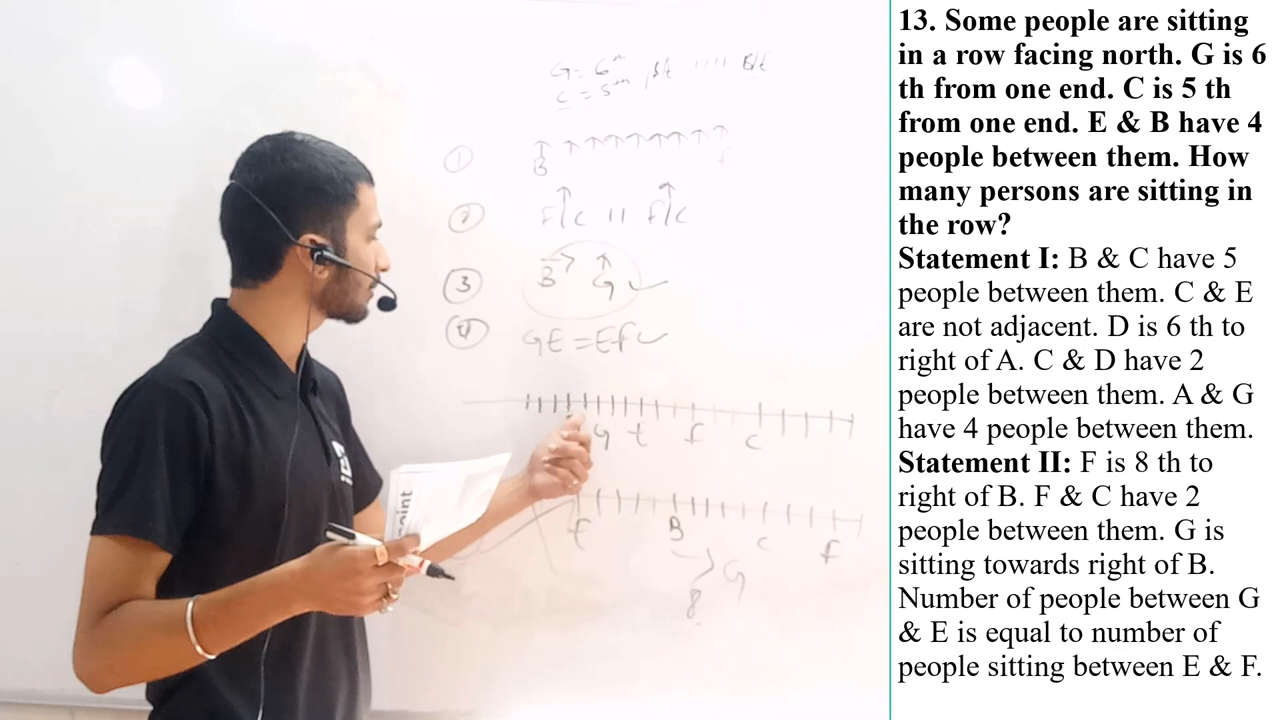 G = 6th
C = 5th
①
B
f
②
f/c || f/c
③ B G
④ GE = Ef
G t f c
E B c f
G
8
point
13. Some people are sitting
in a row facing north. G is 6
th from one end. C is 5 th
from one end. E & B have 4
people between them. How
many persons are sitting in
the row?
Statement I: B & C have 5
people between them. C & E
are not adjacent. D is 6 th to
right of A. C & D have 2
people between them. A & G
have 4 people between them.
Statement II: F is 8 th to
right of B. F & C have 2
people between them. G is
sitting towards right of B.
Number of people between G
& E is equal to number of
people sitting between E & F.